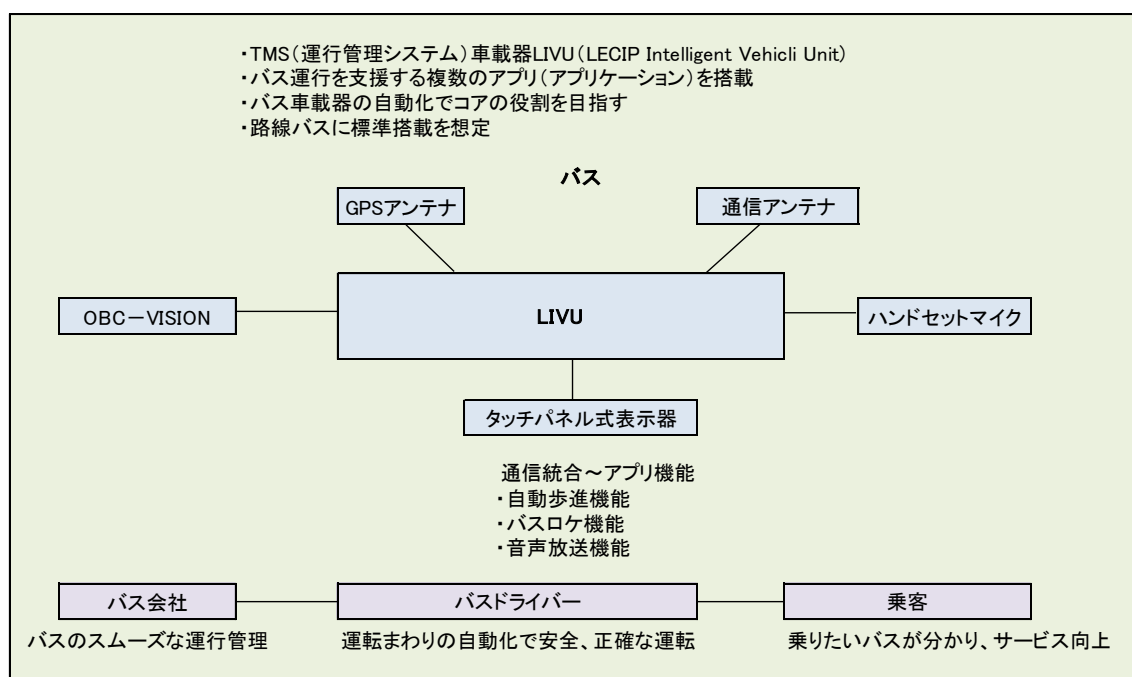 ・TMS（運行管理システム）車載器LIVU（LECIP Intelligent Vehicli Unit）
・バス運行を支援する複数のアプリ（アプリケーション）を搭載
・バス車載器の自動化でコアの役割を目指す
・路線バスに標準搭載を想定
バス
GPSアンテナ
通信アンテナ
OBC－VISION
LIVU
ハンドセットマイク
タッチパネル式表示器
通信統合～アプリ機能
・自動歩進機能
・バスロケ機能
・音声放送機能
バス会社
バスドライバー
乗客
バスのスムーズな運行管理
運転まわりの自動化で安全、正確な運転
乗りたいバスが分かり、サービス向上